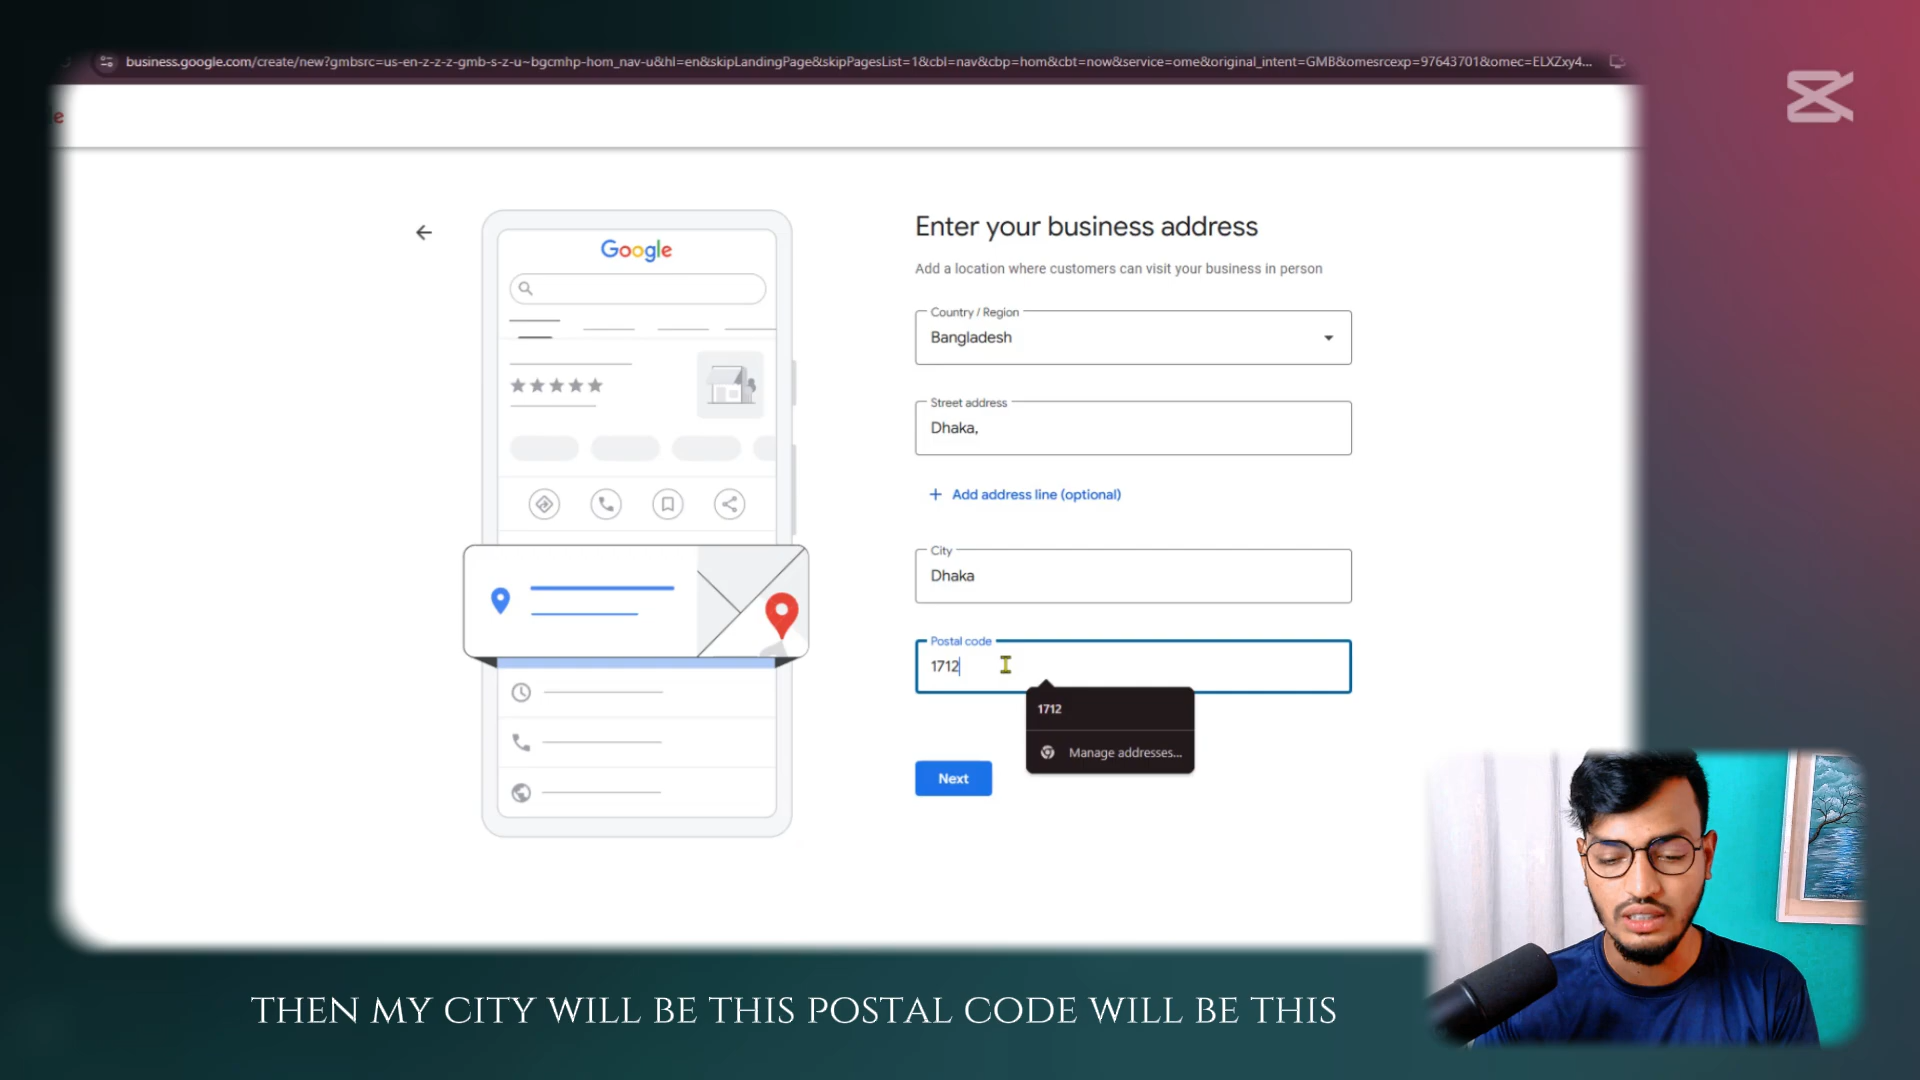 business.google.com/create/new?gmbsrc=us-en-z-z-z-gmb-s-z-u~bgcmhp-hom_nav-u&hl=en&skipLandingPage&skipPagesList=1&cbl=nav&cbp=hom&cbt=now&service=ome&original_intent=GMB&omesrcexp=97643701&omec=ELXZxy4...
e
Google
Enter your business address
Add a location where customers can visit your business in person
Country / Region
Bangladesh
Street address
Dhaka,
+ Add address line (optional)
City
Dhaka
Postal code
1712
1712
Manage addresses...
Next
THEN MY CITY WILL BE THIS POSTAL CODE WILL BE THIS